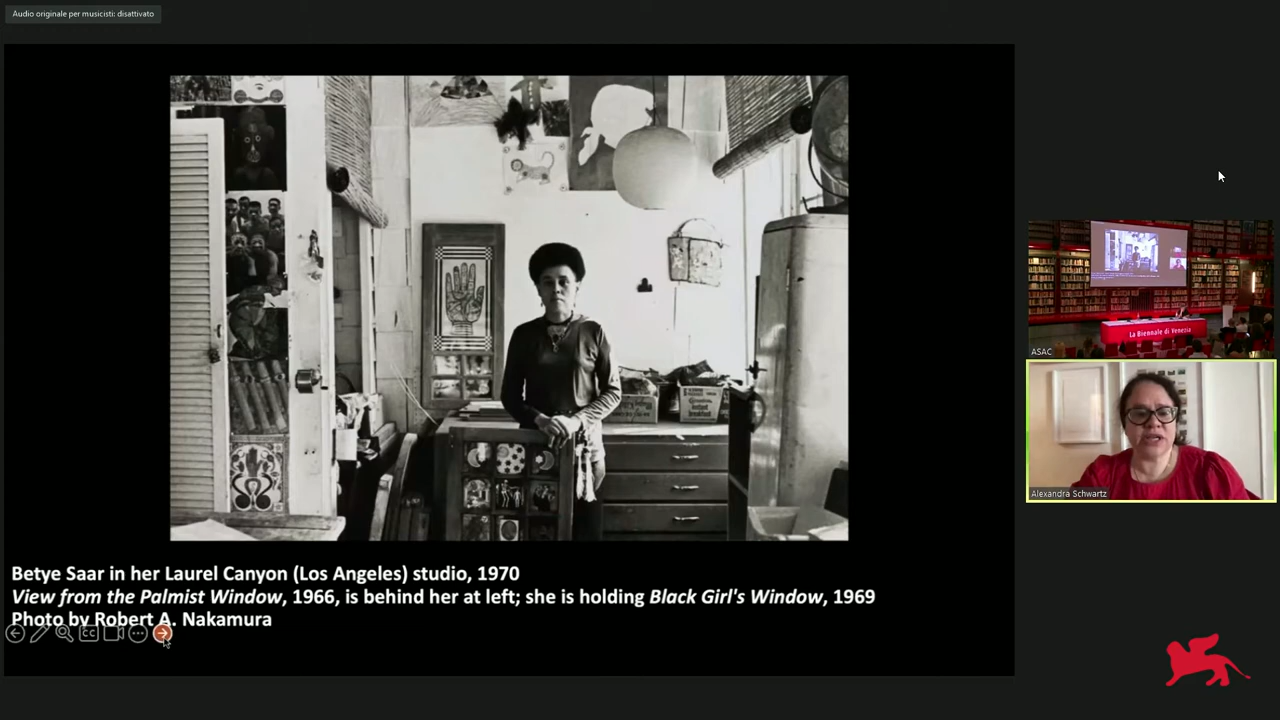 Audio originale per musicisti: disattivato
Betye Saar in her Laurel Canyon (Los Angeles) studio, 1970
View from the Palmist Window, 1966, is behind her at left; she is holding Black Girl's Window, 1969
Photo by Robert A. Nakamura
CC
La Biennale di Venezia
ASAC
Alexandra Schwartz